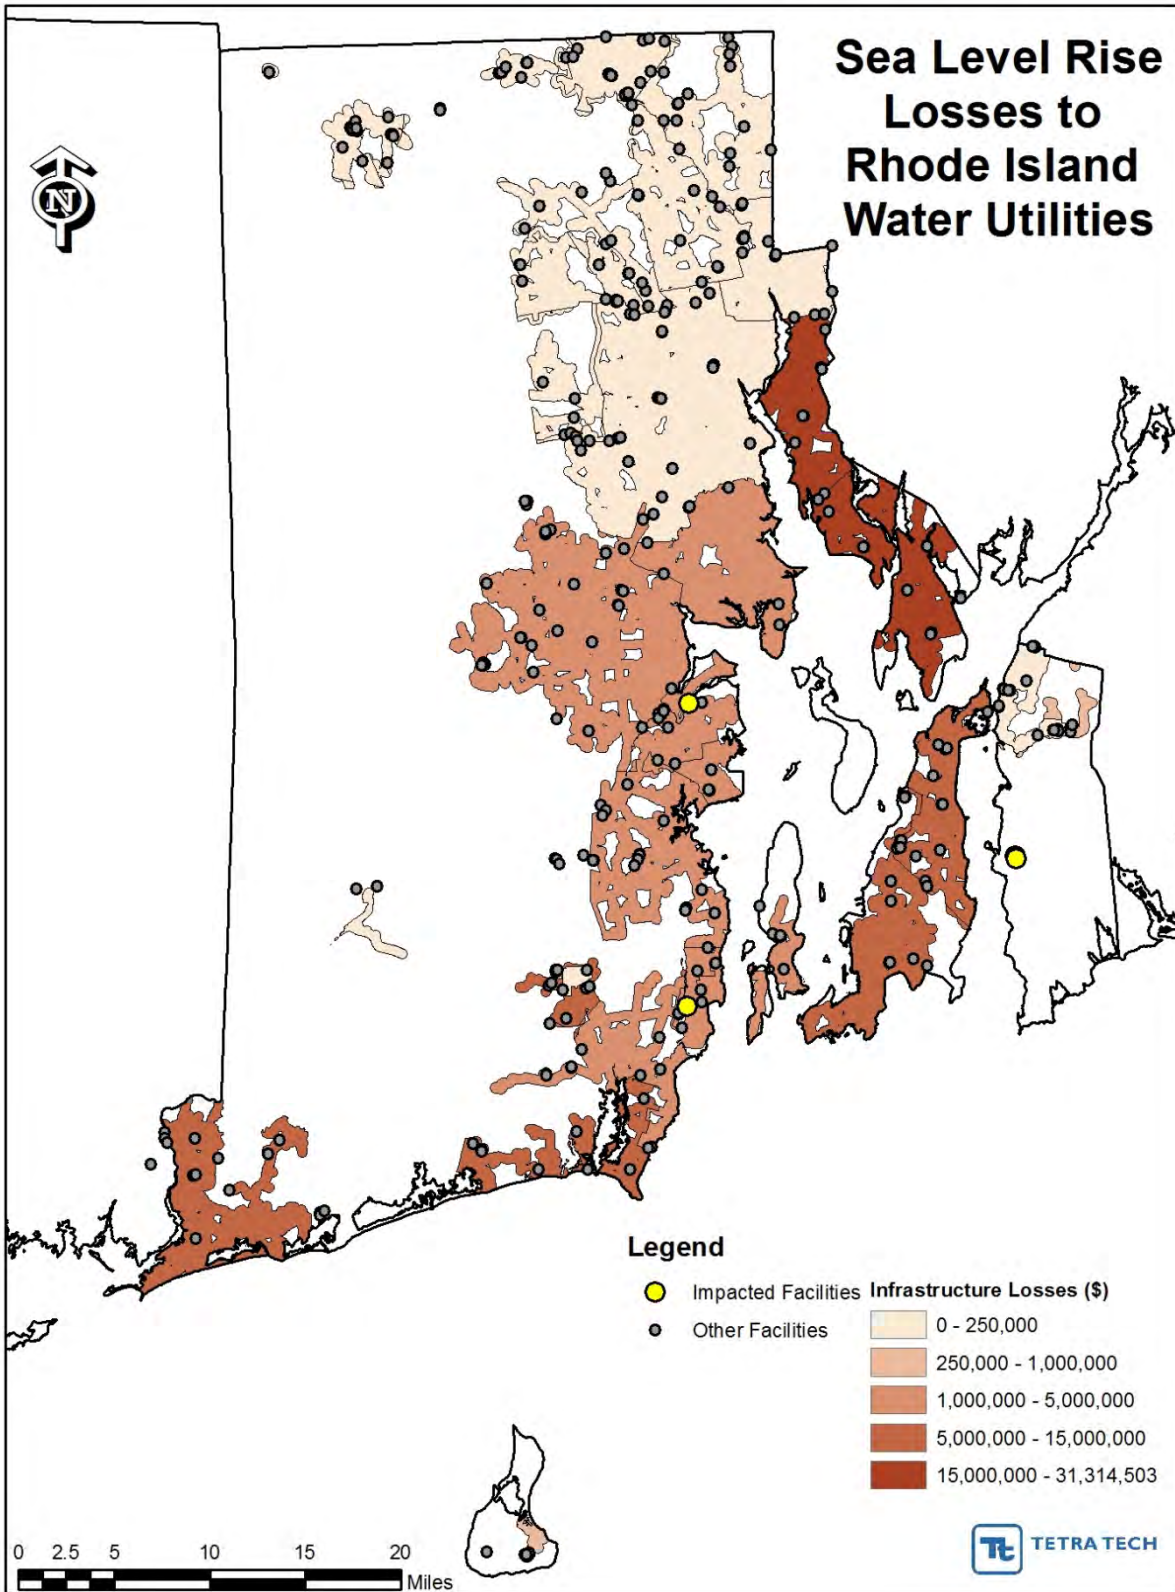 Sea Level Rise
Losses to
Rhode Island
Water Utilities
N
Legend
Impacted Facilities
Other Facilities
Infrastructure Losses ($)
0 - 250,000
250,000 - 1,000,000
1,000,000 - 5,000,000
5,000,000 - 15,000,000
15,000,000 - 31,314,503
0 2.5 5 10 15 20
Miles
Tt TETRA TECH